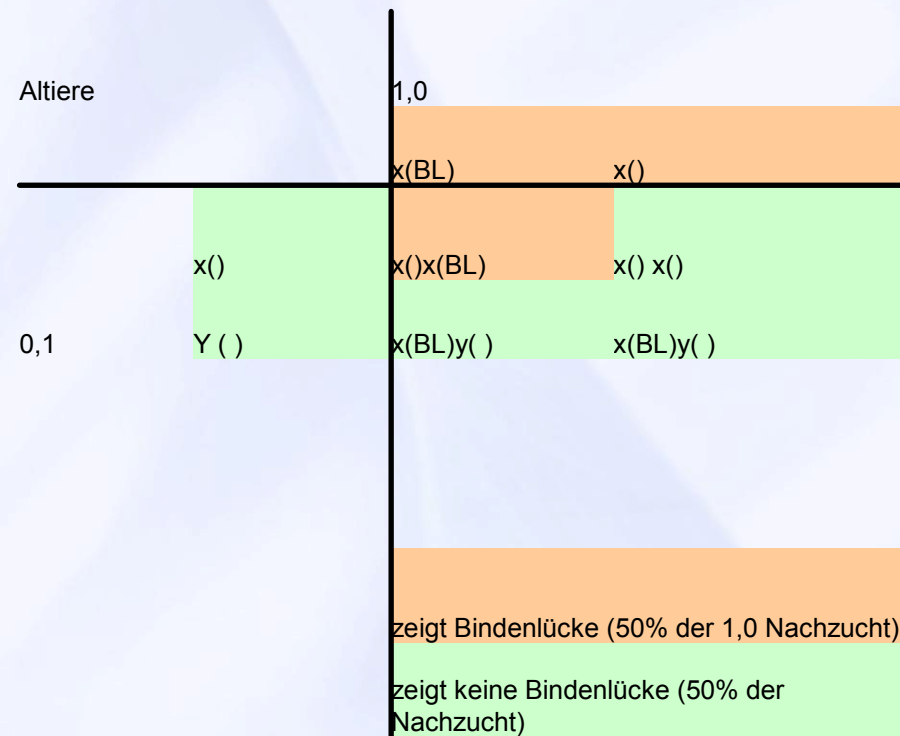 Altiere 1,0
x(BL) x()
x() x()x(BL) x() x()
0,1 Y ( ) x(BL)y( ) x(BL)y( )
zeigt Bindenlücke (50% der 1,0 Nachzucht)
zeigt keine Bindenlücke (50% der
Nachzucht)